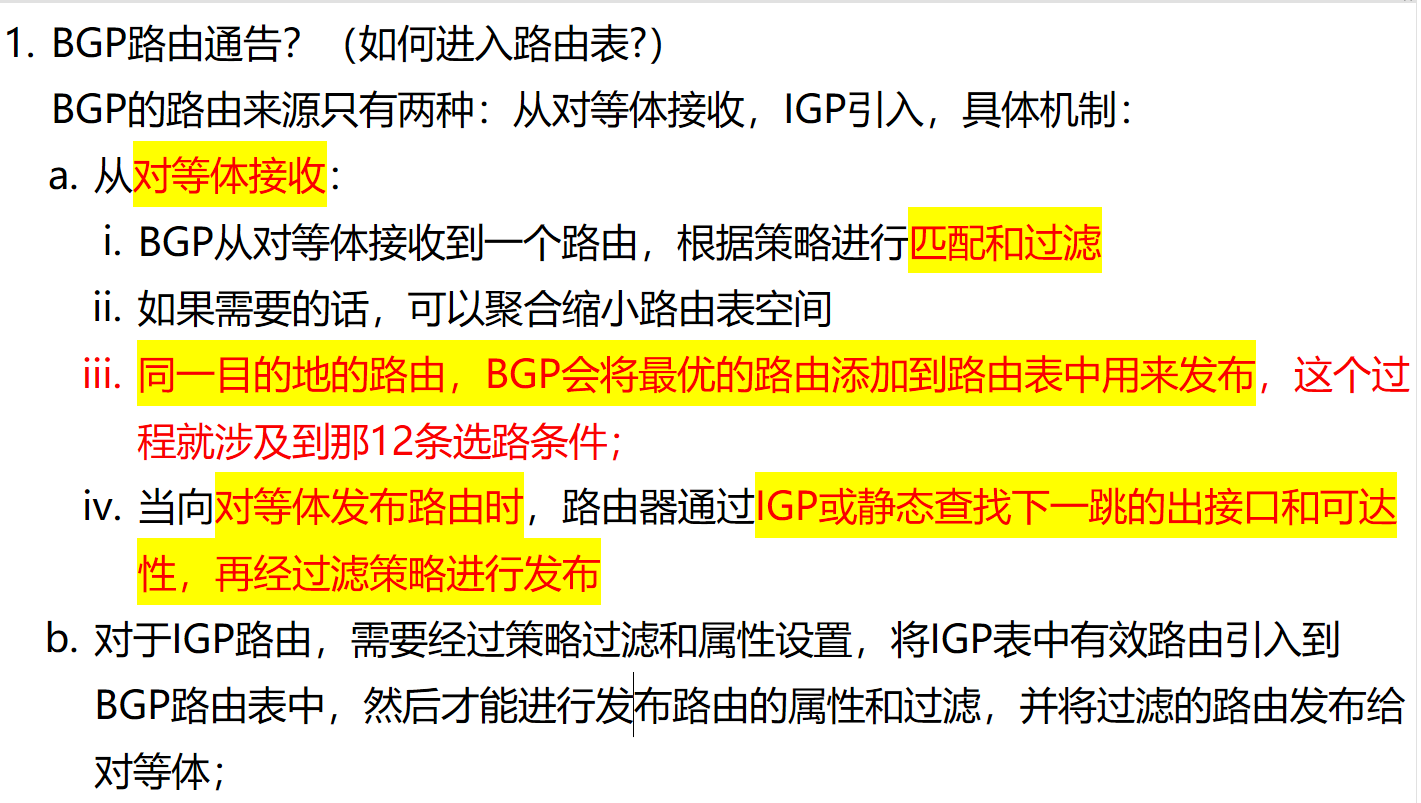 1. BGP路由通告？（如何进入路由表?）
BGP的路由来源只有两种：从对等体接收，IGP引入，具体机制：
a. 从对等体接收：
i. BGP从对等体接收到一个路由，根据策略进行匹配和过滤
ii. 如果需要的话，可以聚合缩小路由表空间
iii. 同一目的地的路由，BGP会将最优的路由添加到路由表中用来发布，这个过
程就涉及到那12条选路条件；
iv. 当向对等体发布路由时，路由器通过IGP或静态查找下一跳的出接口和可达
性，再经过滤策略进行发布
b. 对于IGP路由，需要经过策略过滤和属性设置，将IGP表中有效路由引入到
BGP路由表中，然后才能进行发布路由的属性和过滤，并将过滤的路由发布给
对等体；